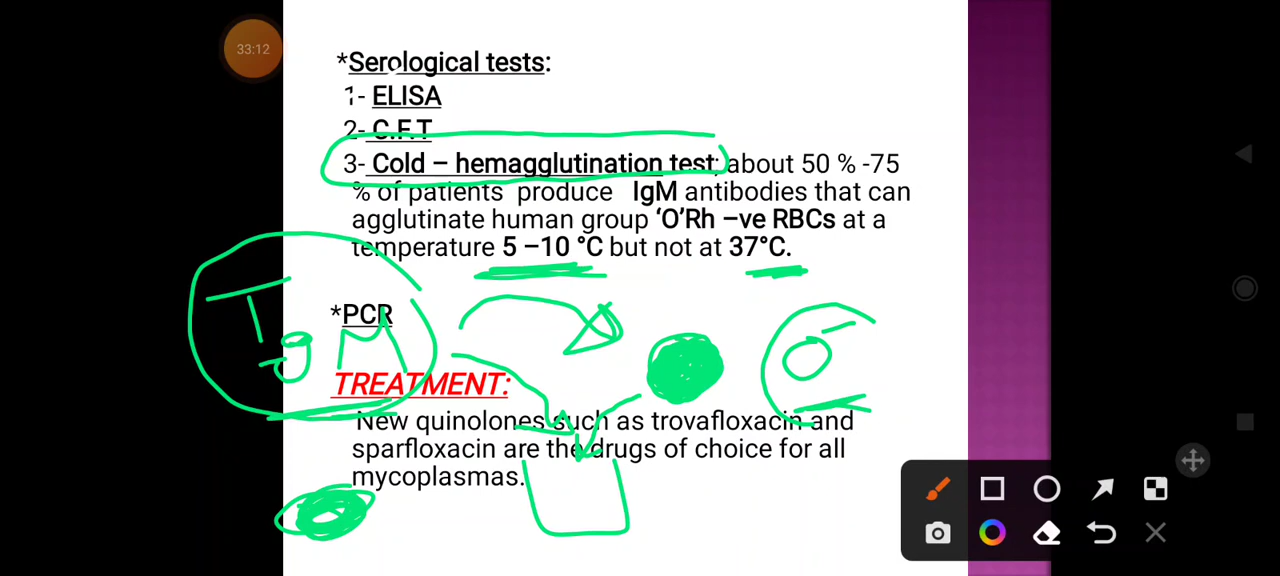 33:12
*Serological tests:
1- ELISA
2- C.F.T
3- Cold – hemagglutination test; about 50 % -75
% of patients produce IgM antibodies that can
agglutinate human group ‘O’Rh –ve RBCs at a
temperature 5 –10 °C but not at 37°C.
*PCR
IgM
O-
TREATMENT:
New quinolones such as trovafloxacin and
sparfloxacin are the drugs of choice for all
mycoplasmas.